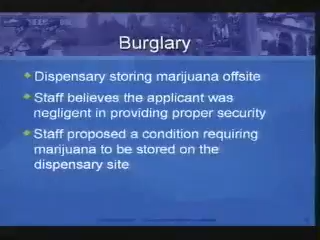 Burglary
Dispensary storing marijuana offsite
Staff believes the applicant was
negligent in providing proper security
Staff proposed a condition requiring
marijuana to be stored on the
dispensary site